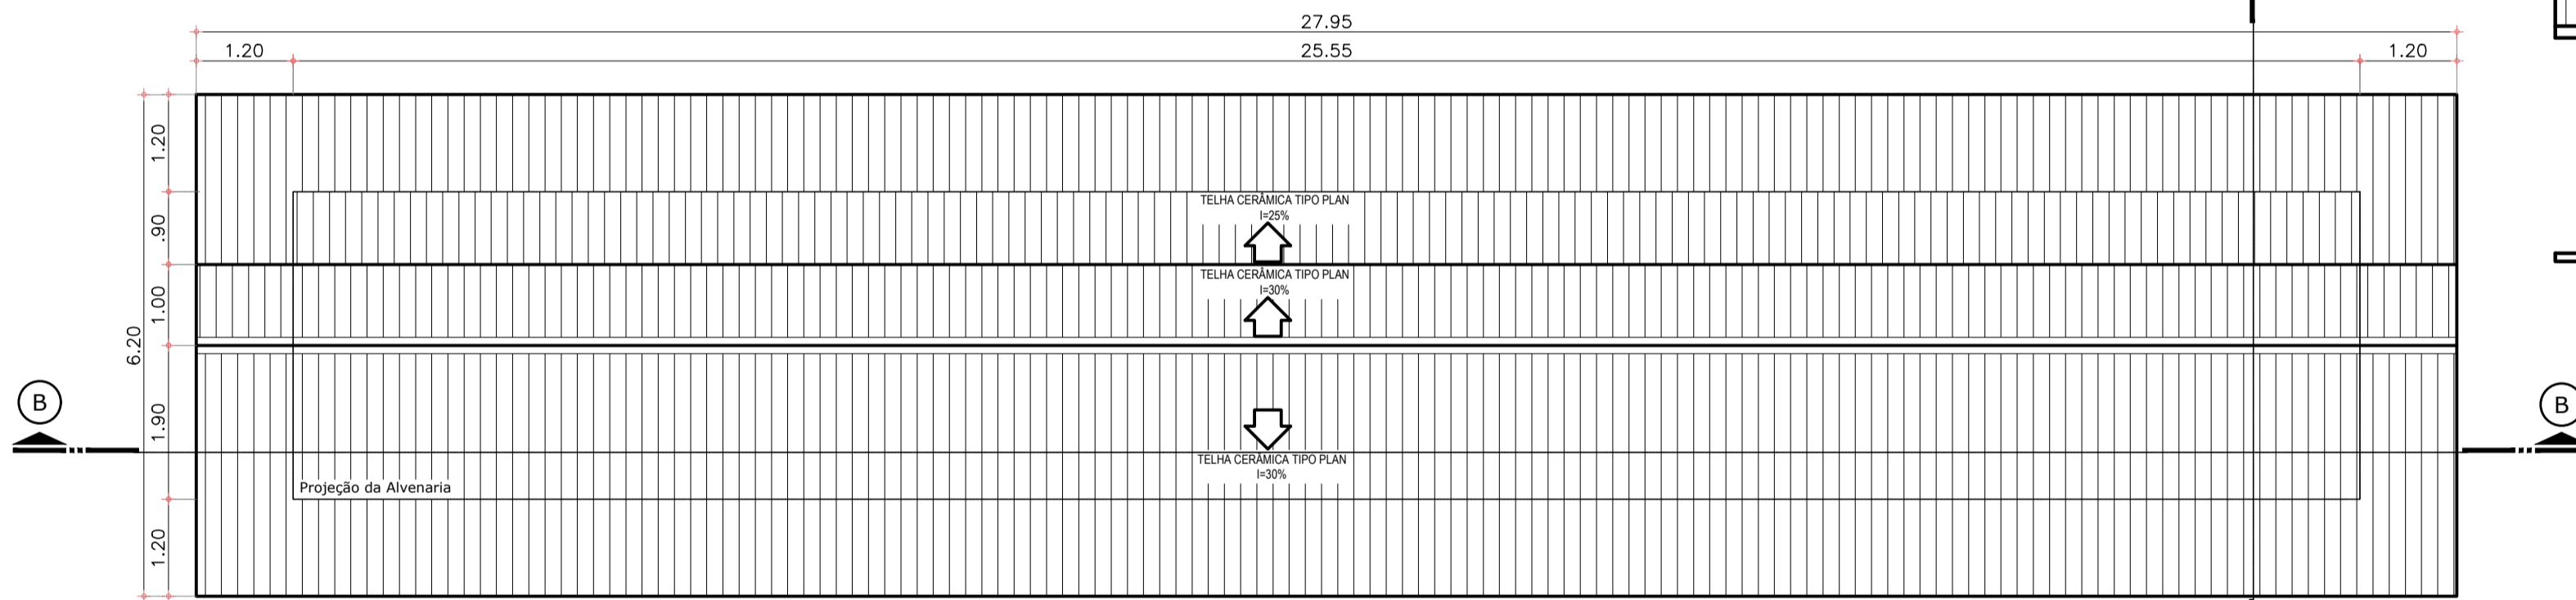 27.95
1.20
25.55
1.20
1.20
.90
1.00
6.20
1.90
1.20
TELHA CERÂMICA TIPO PLAN
I=25%
TELHA CERÂMICA TIPO PLAN
I=30%
B
B
TELHA CERÂMICA TIPO PLAN
I=30%
Projeção da Alvenaria